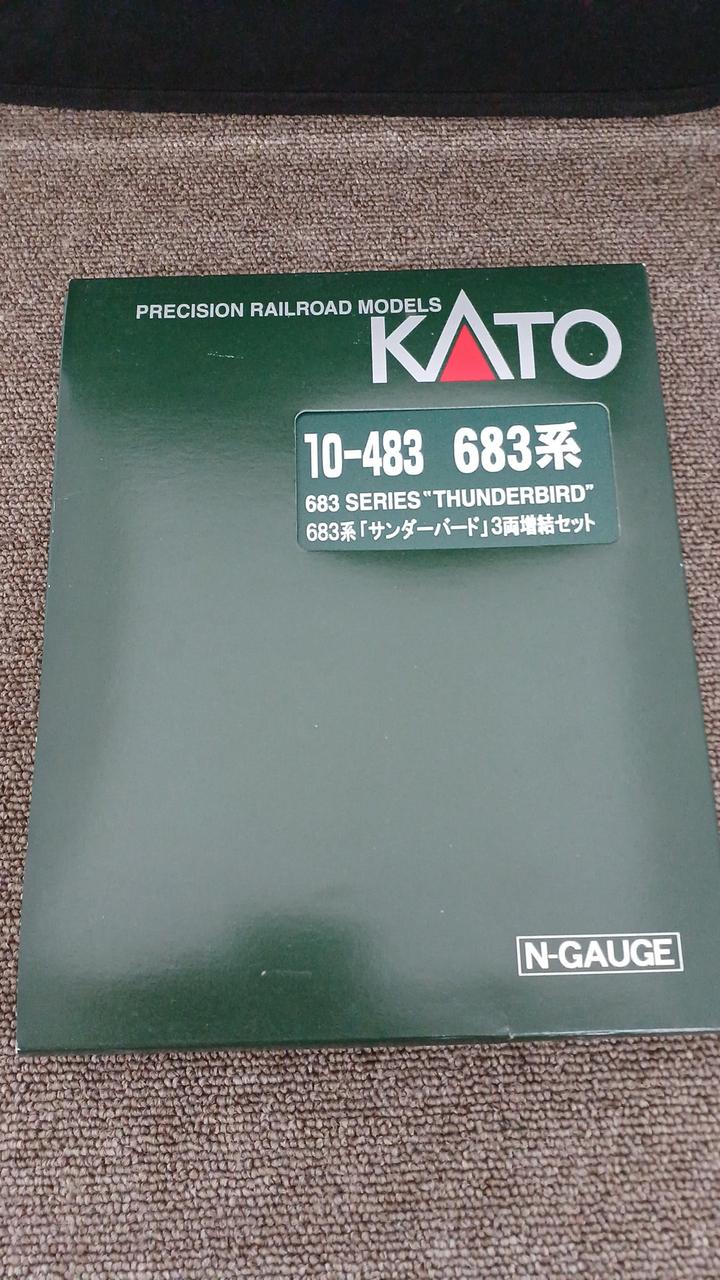 PRECISION RAILROAD MODELS
KATO
10-483 683系
683 SERIES "THUNDERBIRD"
683系「サンダーバード」3両増結セット
N-GAUGE